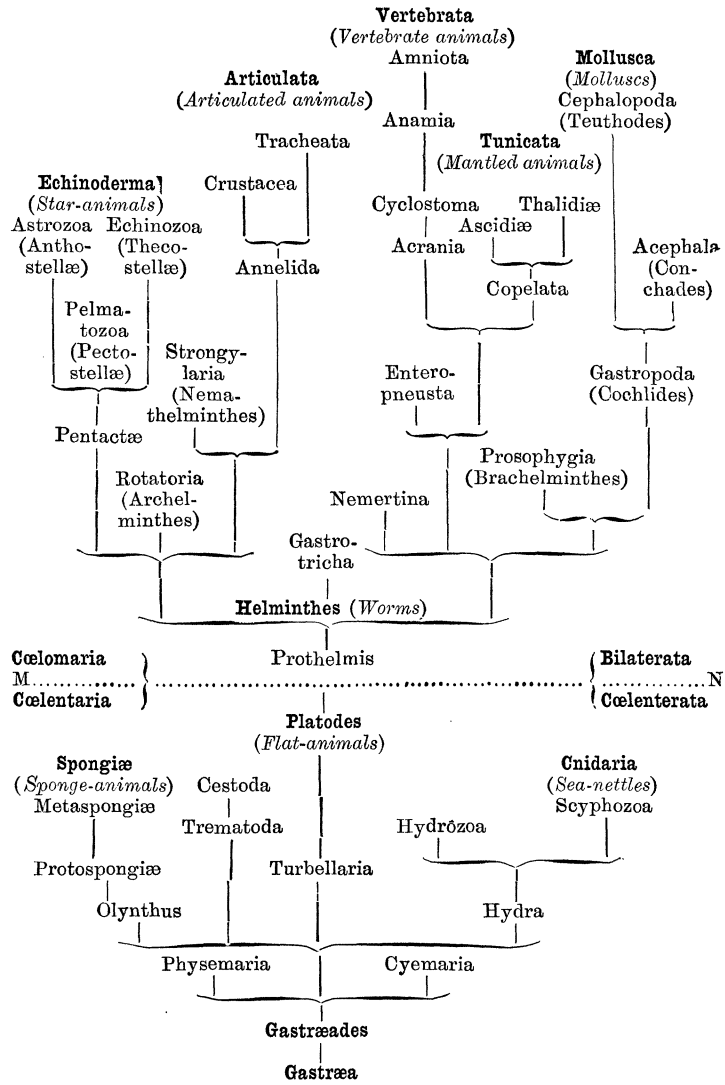 Vertebrata
(Vertebrate animals)
Amniota
Anamia
Cyclostoma
Acrania
Articulata
(Articulated animals)
Tracheata
Crustacea
Annelida
Mollusca
(Molluscs)
Cephalopoda
(Teuthodes)
Acephala
(Con-
chades)
Gastropoda
(Cochlides)
Tunicata
(Mantled animals)
Thalidiæ
Ascidiæ
Copelata
Echinoderma
(Star-animals)
Astrozoa
(Antho-
stellæ)
Echinozoa
(Theco-
stellæ)
Pelma-
tozoa
(Pecto-
stellæ)
Pentactæ
Strongy-
laria
(Nema-
thelminthes)
Rotatoria
(Archel-
minthes)
Entero-
pneusta
Prosophygia
(Brachelminthes)
Nemertina
Gastro-
tricha
Helminthes (Worms)
Prothelmis
Cœlomaria
M
Cœlentaria
Bilaterata
N
Cœlenterata
Platodes
(Flat-animals)
Spongiæ
(Sponge-animals)
Metaspongiæ
Protospongiæ
Olynthus
Cestoda
Trematoda
Turbellaria
Cnidaria
(Sea-nettles)
Scyphozoa
Hydrôzoa
Hydra
Physemaria
Cyemaria
Gastræades
Gastræa